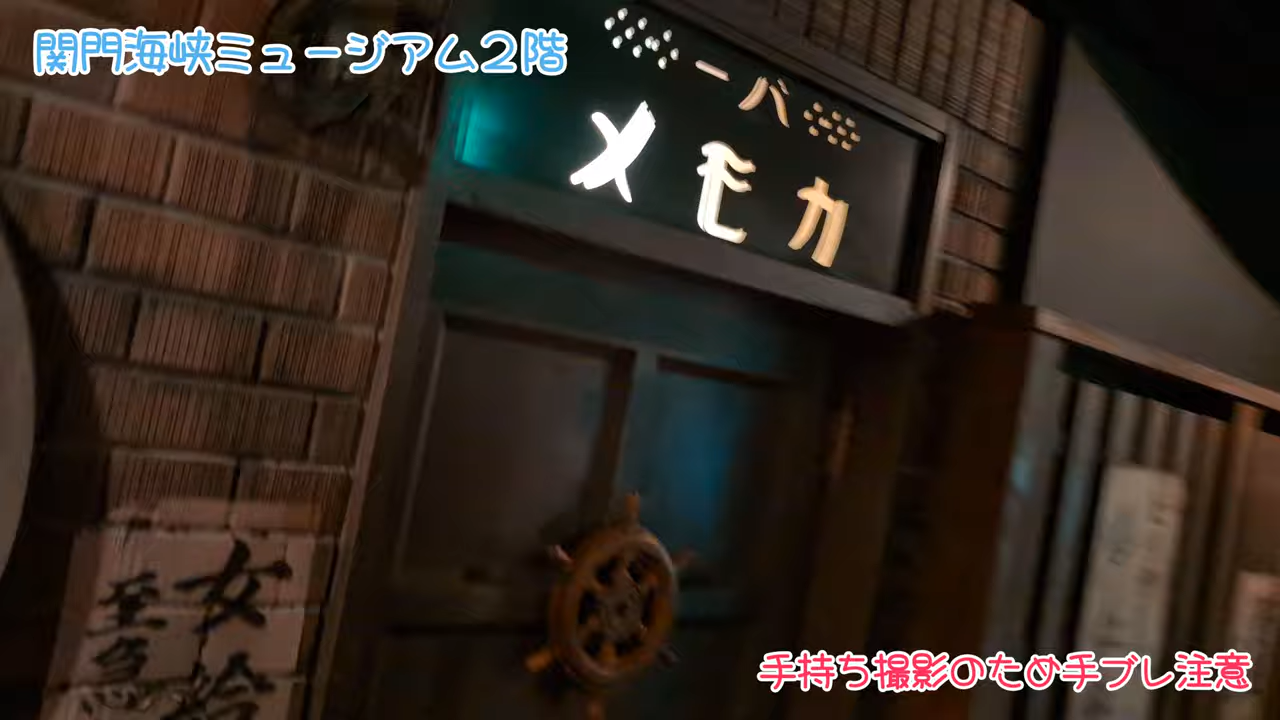 関門海峡ミュージアム2階
ーバ
メモカ
女給
至急
手持ち撮影のため手ブレ注意